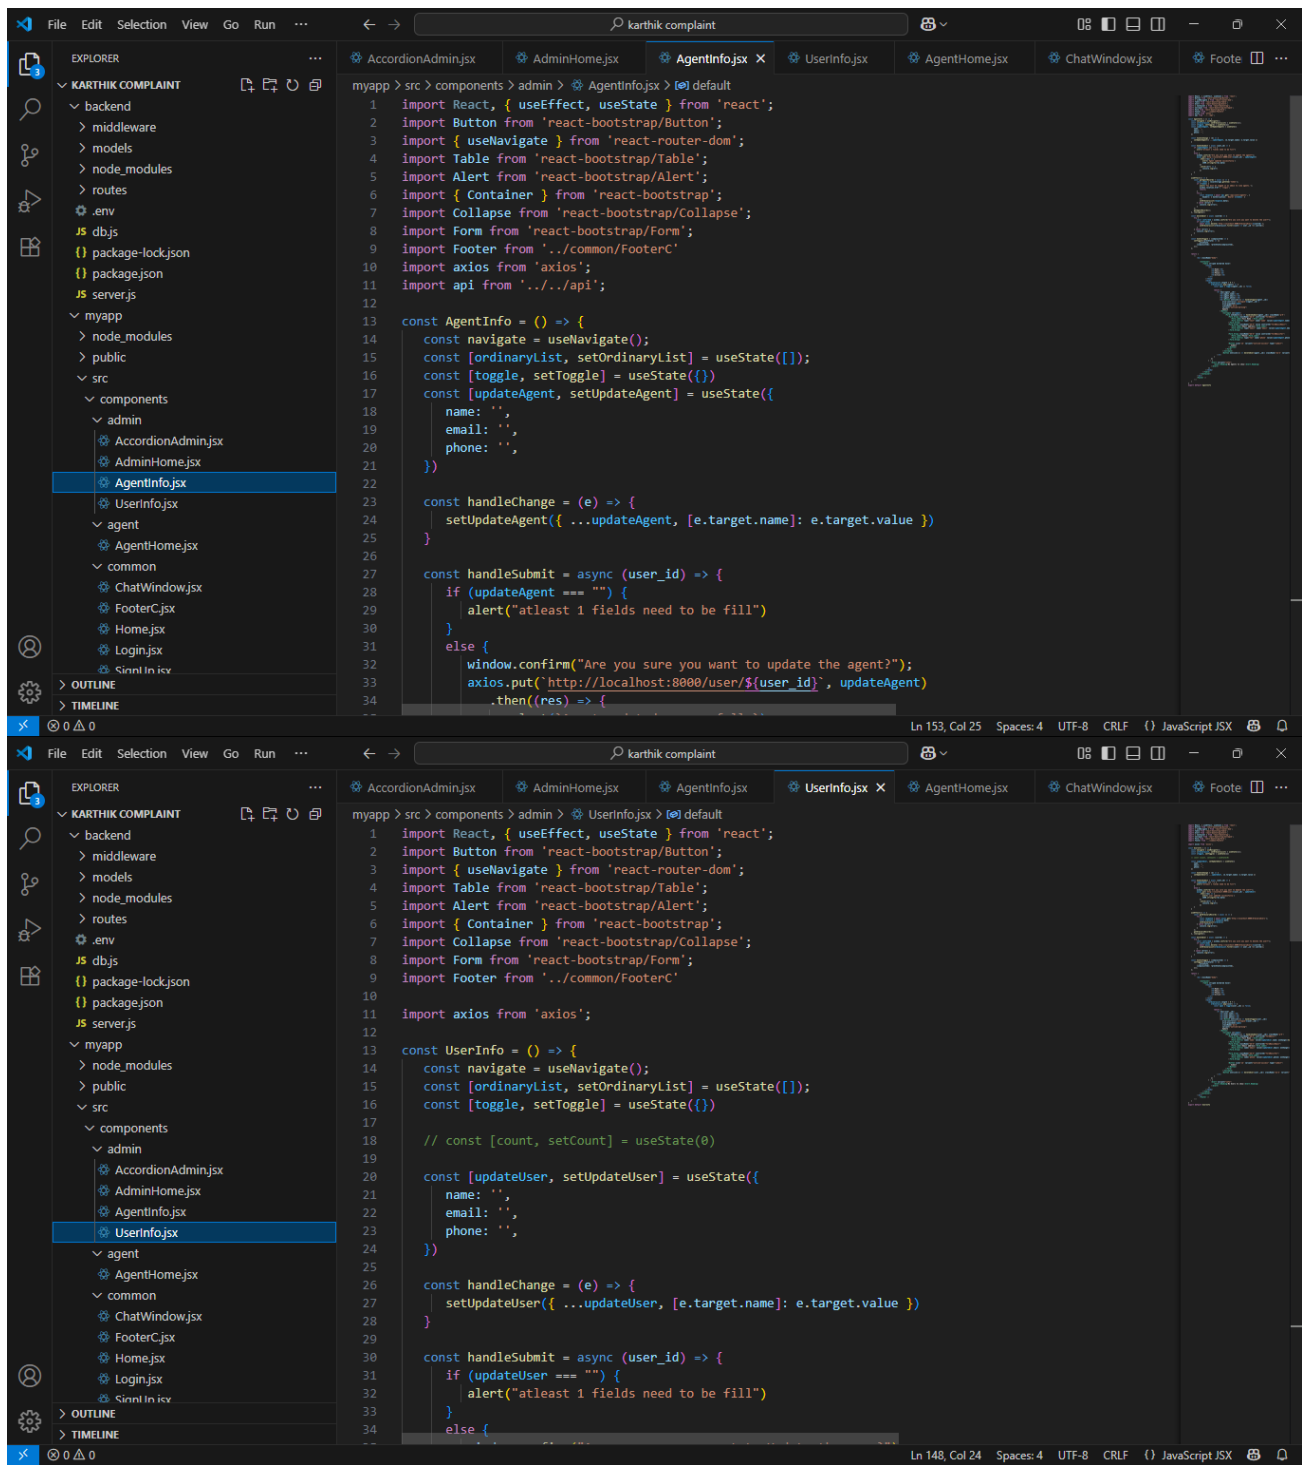 File Edit Selection View Go Run ··· karthik complaint
EXPLORER ··· AccordionAdmin.jsx AdminHome.jsx AgentInfo.jsx UserInfo.jsx AgentHome.jsx ChatWindow.jsx Foote ···
KARTHIK COMPLAINT myapp > src > components > admin > AgentInfo.jsx > default
backend
middleware
models
node_modules
routes
.env
JS db.js
{} package-lock.json
{} package.json
JS server.js
myapp
node_modules
public
src
components
admin
AccordionAdmin.jsx
AdminHome.jsx
AgentInfo.jsx
UserInfo.jsx
agent
AgentHome.jsx
common
ChatWindow.jsx
FooterC.jsx
Home.jsx
Login.jsx
SignUp.jsx
OUTLINE
TIMELINE
1 import React, { useEffect, useState } from 'react';
2 import Button from 'react-bootstrap/Button';
3 import { useNavigate } from 'react-router-dom';
4 import Table from 'react-bootstrap/Table';
5 import Alert from 'react-bootstrap/Alert';
6 import { Container } from 'react-bootstrap';
7 import Collapse from 'react-bootstrap/Collapse';
8 import Form from 'react-bootstrap/Form';
9 import Footer from '../common/FooterC'
10 import axios from 'axios';
11 import api from '../../api';
12
13 const AgentInfo = () => {
14 const navigate = useNavigate();
15 const [ordinaryList, setOrdinaryList] = useState([]);
16 const [toggle, setToggle] = useState({})
17 const [updateAgent, setUpdateAgent] = useState({
18 name: '',
19 email: '',
20 phone: '',
21 })
22
23 const handleChange = (e) => {
24 setUpdateAgent({ ...updateAgent, [e.target.name]: e.target.value })
25 }
26
27 const handleSubmit = async (user_id) => {
28 if (updateAgent === "") {
29 alert("atleast 1 fields need to be fill")
30 }
31 else {
32 window.confirm("Are you sure you want to update the agent?");
33 axios.put(`http://localhost:8000/user/${user_id}`, updateAgent)
34 .then((res) => {
0 0 Ln 153, Col 25 Spaces: 4 UTF-8 CRLF {} JavaScript JSX
File Edit Selection View Go Run ··· karthik complaint
EXPLORER ··· AccordionAdmin.jsx AdminHome.jsx AgentInfo.jsx UserInfo.jsx AgentHome.jsx ChatWindow.jsx Foote ···
KARTHIK COMPLAINT myapp > src > components > admin > UserInfo.jsx > default
backend
middleware
models
node_modules
routes
.env
JS db.js
{} package-lock.json
{} package.json
JS server.js
myapp
node_modules
public
src
components
admin
AccordionAdmin.jsx
AdminHome.jsx
AgentInfo.jsx
UserInfo.jsx
agent
AgentHome.jsx
common
ChatWindow.jsx
FooterC.jsx
Home.jsx
Login.jsx
SignUp.jsx
OUTLINE
TIMELINE
1 import React, { useEffect, useState } from 'react';
2 import Button from 'react-bootstrap/Button';
3 import { useNavigate } from 'react-router-dom';
4 import Table from 'react-bootstrap/Table';
5 import Alert from 'react-bootstrap/Alert';
6 import { Container } from 'react-bootstrap';
7 import Collapse from 'react-bootstrap/Collapse';
8 import Form from 'react-bootstrap/Form';
9 import Footer from '../common/FooterC'
10
11 import axios from 'axios';
12
13 const UserInfo = () => {
14 const navigate = useNavigate();
15 const [ordinaryList, setOrdinaryList] = useState([]);
16 const [toggle, setToggle] = useState({})
17
18 // const [count, setCount] = useState(0)
19
20 const [updateUser, setUpdateUser] = useState({
21 name: '',
22 email: '',
23 phone: '',
24 })
25
26 const handleChange = (e) => {
27 setUpdateUser({ ...updateUser, [e.target.name]: e.target.value })
28 }
29
30 const handleSubmit = async (user_id) => {
31 if (updateUser === "") {
32 alert("atleast 1 fields need to be fill")
33 }
34 else {
0 0 Ln 148, Col 24 Spaces: 4 UTF-8 CRLF {} JavaScript JSX